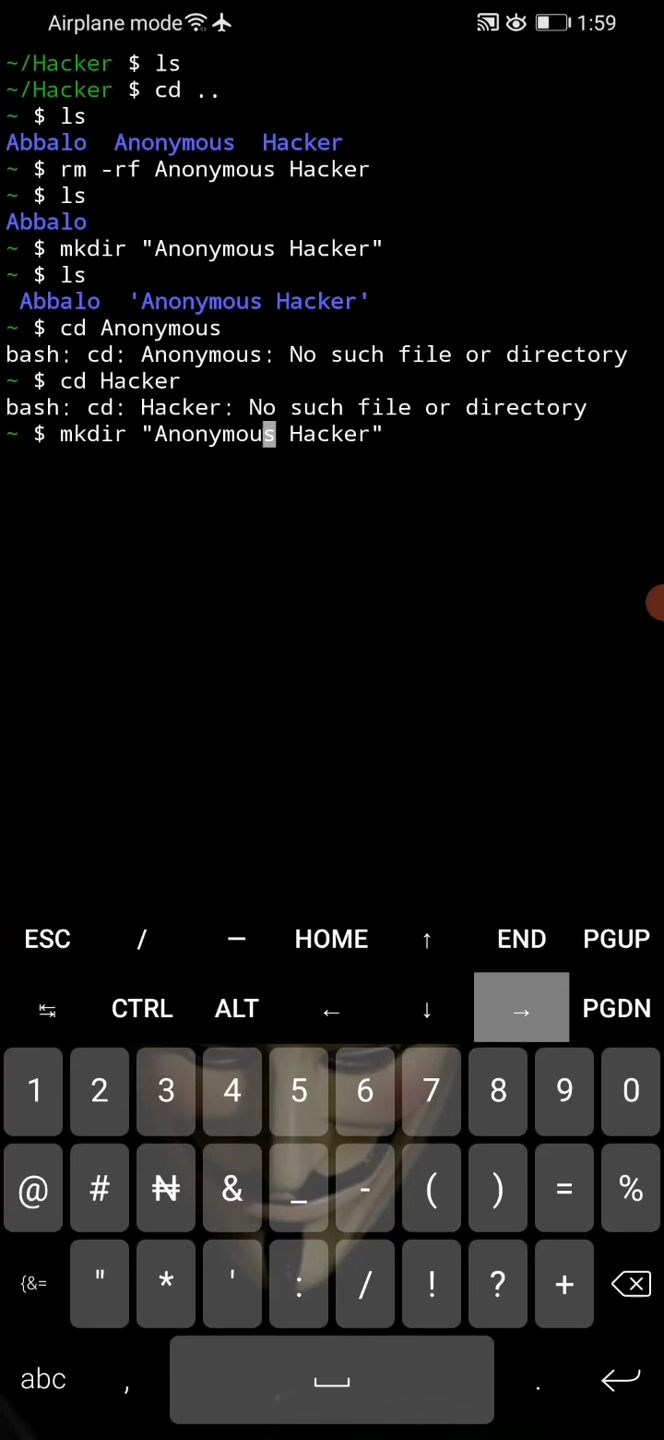 Airplane mode 1:59
~/Hacker $ ls
~/Hacker $ cd ..
~ $ ls
Abbalo  Anonymous  Hacker
~ $ rm -rf Anonymous Hacker
~ $ ls
Abbalo
~ $ mkdir "Anonymous Hacker"
~ $ ls
 Abbalo  'Anonymous Hacker'
~ $ cd Anonymous
bash: cd: Anonymous: No such file or directory
~ $ cd Hacker
bash: cd: Hacker: No such file or directory
~ $ mkdir "Anonymous Hacker"
ESC / — HOME ↑ END PGUP
↹ CTRL ALT ← ↓ → PGDN
1 2 3 4 5 6 7 8 9 0
@ # ₦ & _ - ( ) = %
{&= " * ' : / ! ? +
abc , .